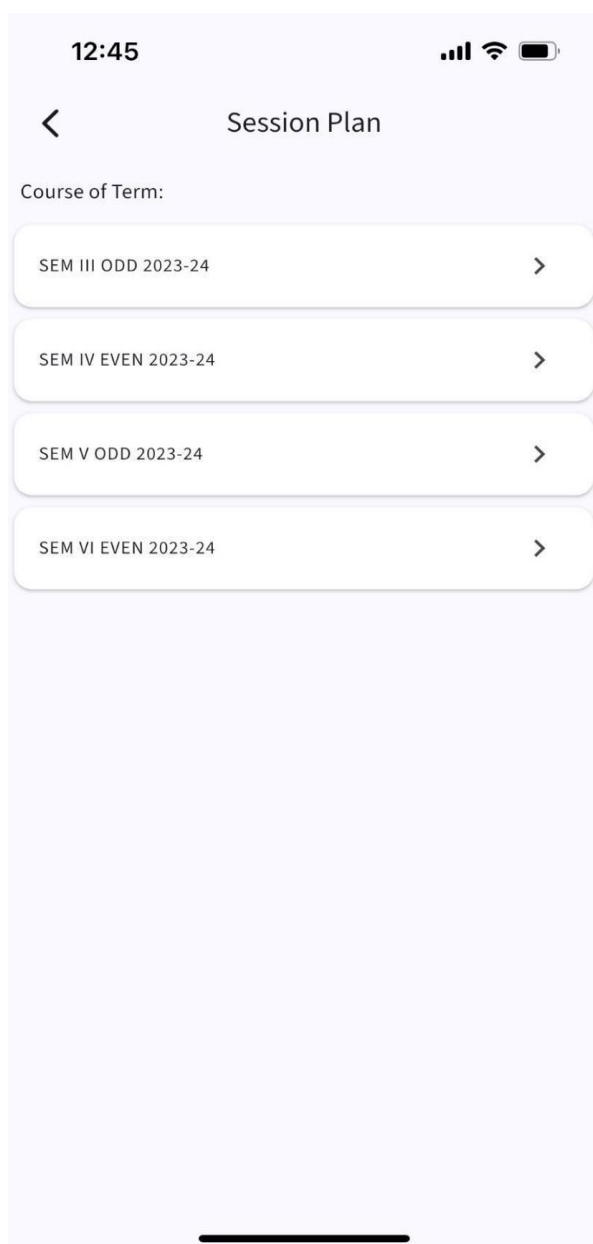 12:45
Session Plan
Course of Term:
SEM III ODD 2023-24
SEM IV EVEN 2023-24
SEM V ODD 2023-24
SEM VI EVEN 2023-24